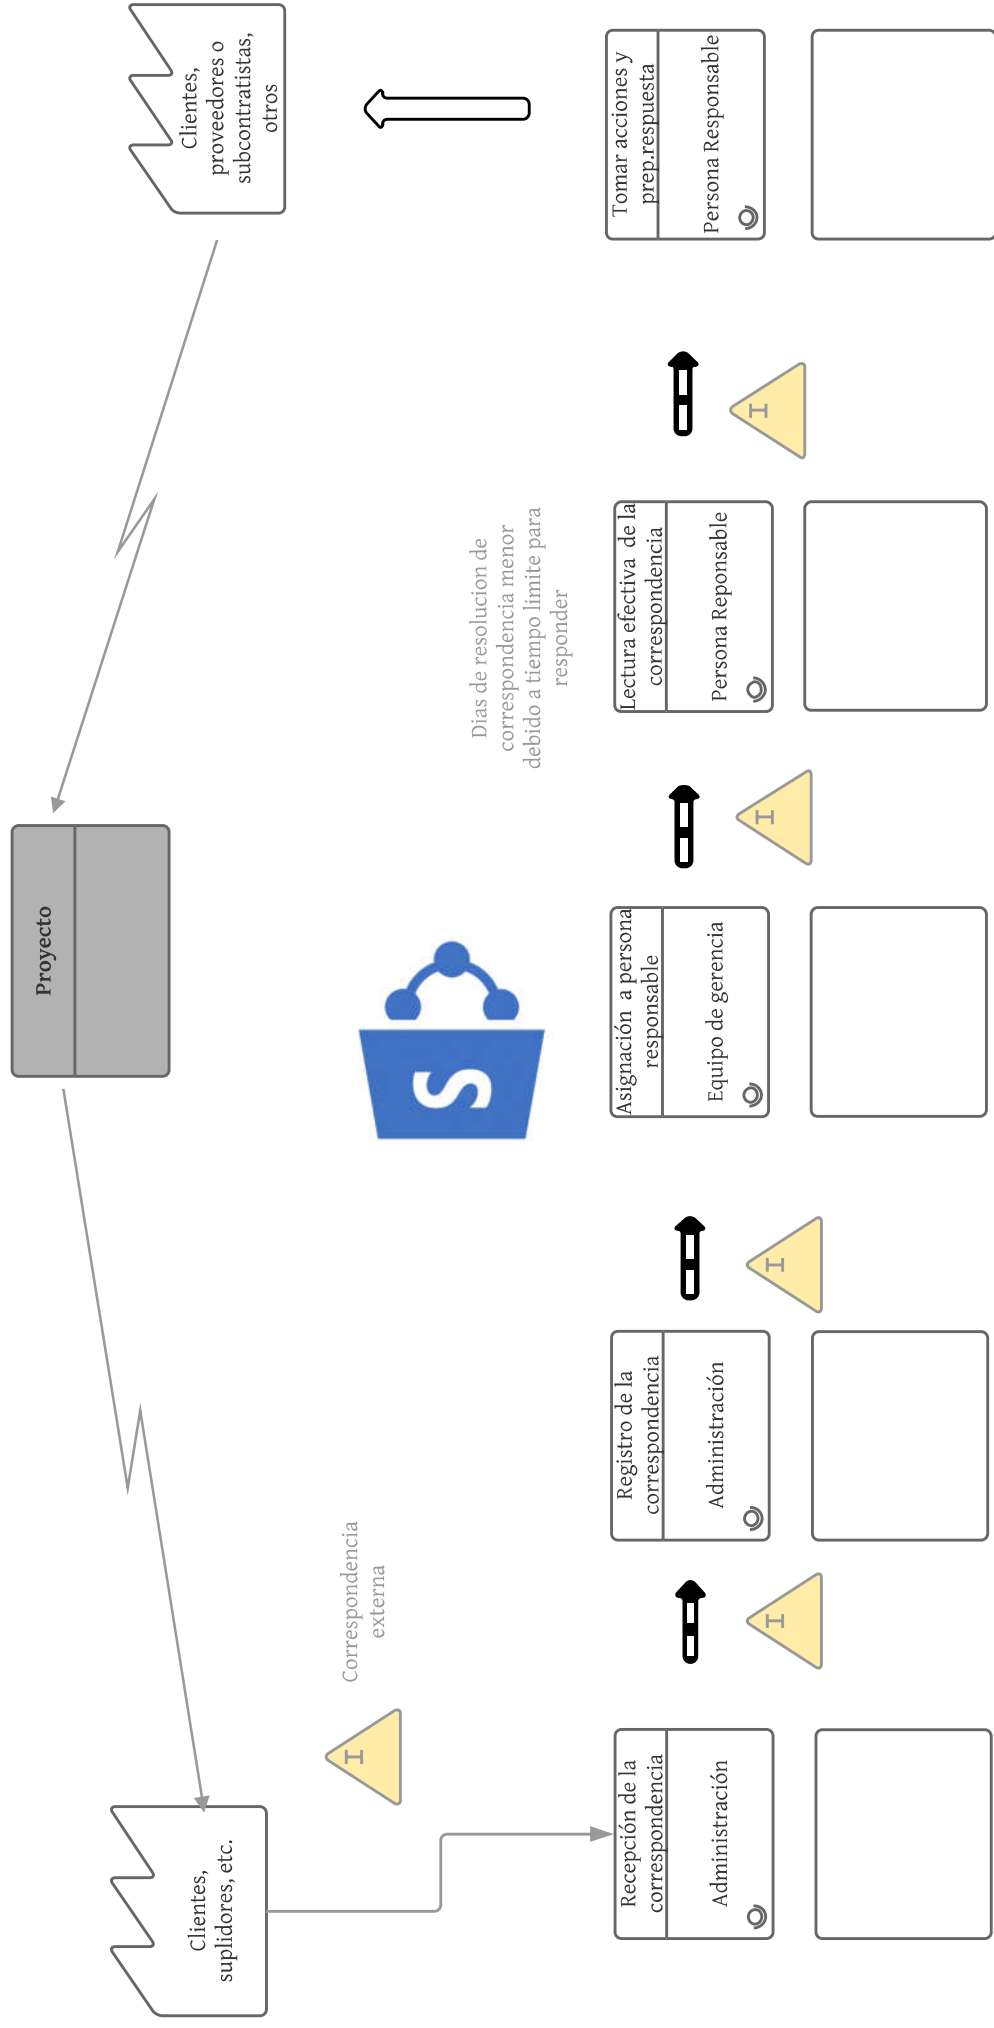 Proyecto
Clientes,
suplidores, etc.
Clientes,
proveedores o
subcontratistas,
otros
I
Correspondencia
externa
S
Dias de resolucion de
correspondencia menor
debido a tiempo limite para
responder
Recepción de la
correspondencia
Administración
I
Registro de la
correspondencia
Administración
I
Asignación a persona
responsable
Equipo de gerencia
I
Lectura efectiva de la
correspondencia
Persona Reponsable
I
Tomar acciones y
prep.respuesta
Persona Responsable